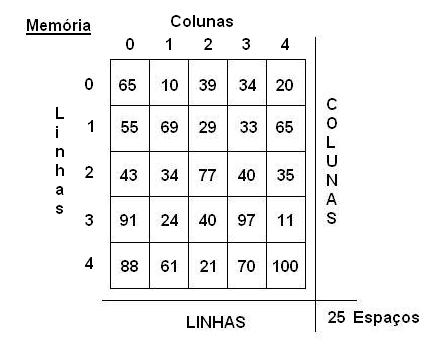 Memória
Colunas
0 1 2 3 4
Linhas
0 65 10 39 34 20
1 55 69 29 33 65
2 43 34 77 40 35
3 91 24 40 97 11
4 88 61 21 70 100
COLUNAS
LINHAS
25 Espaços